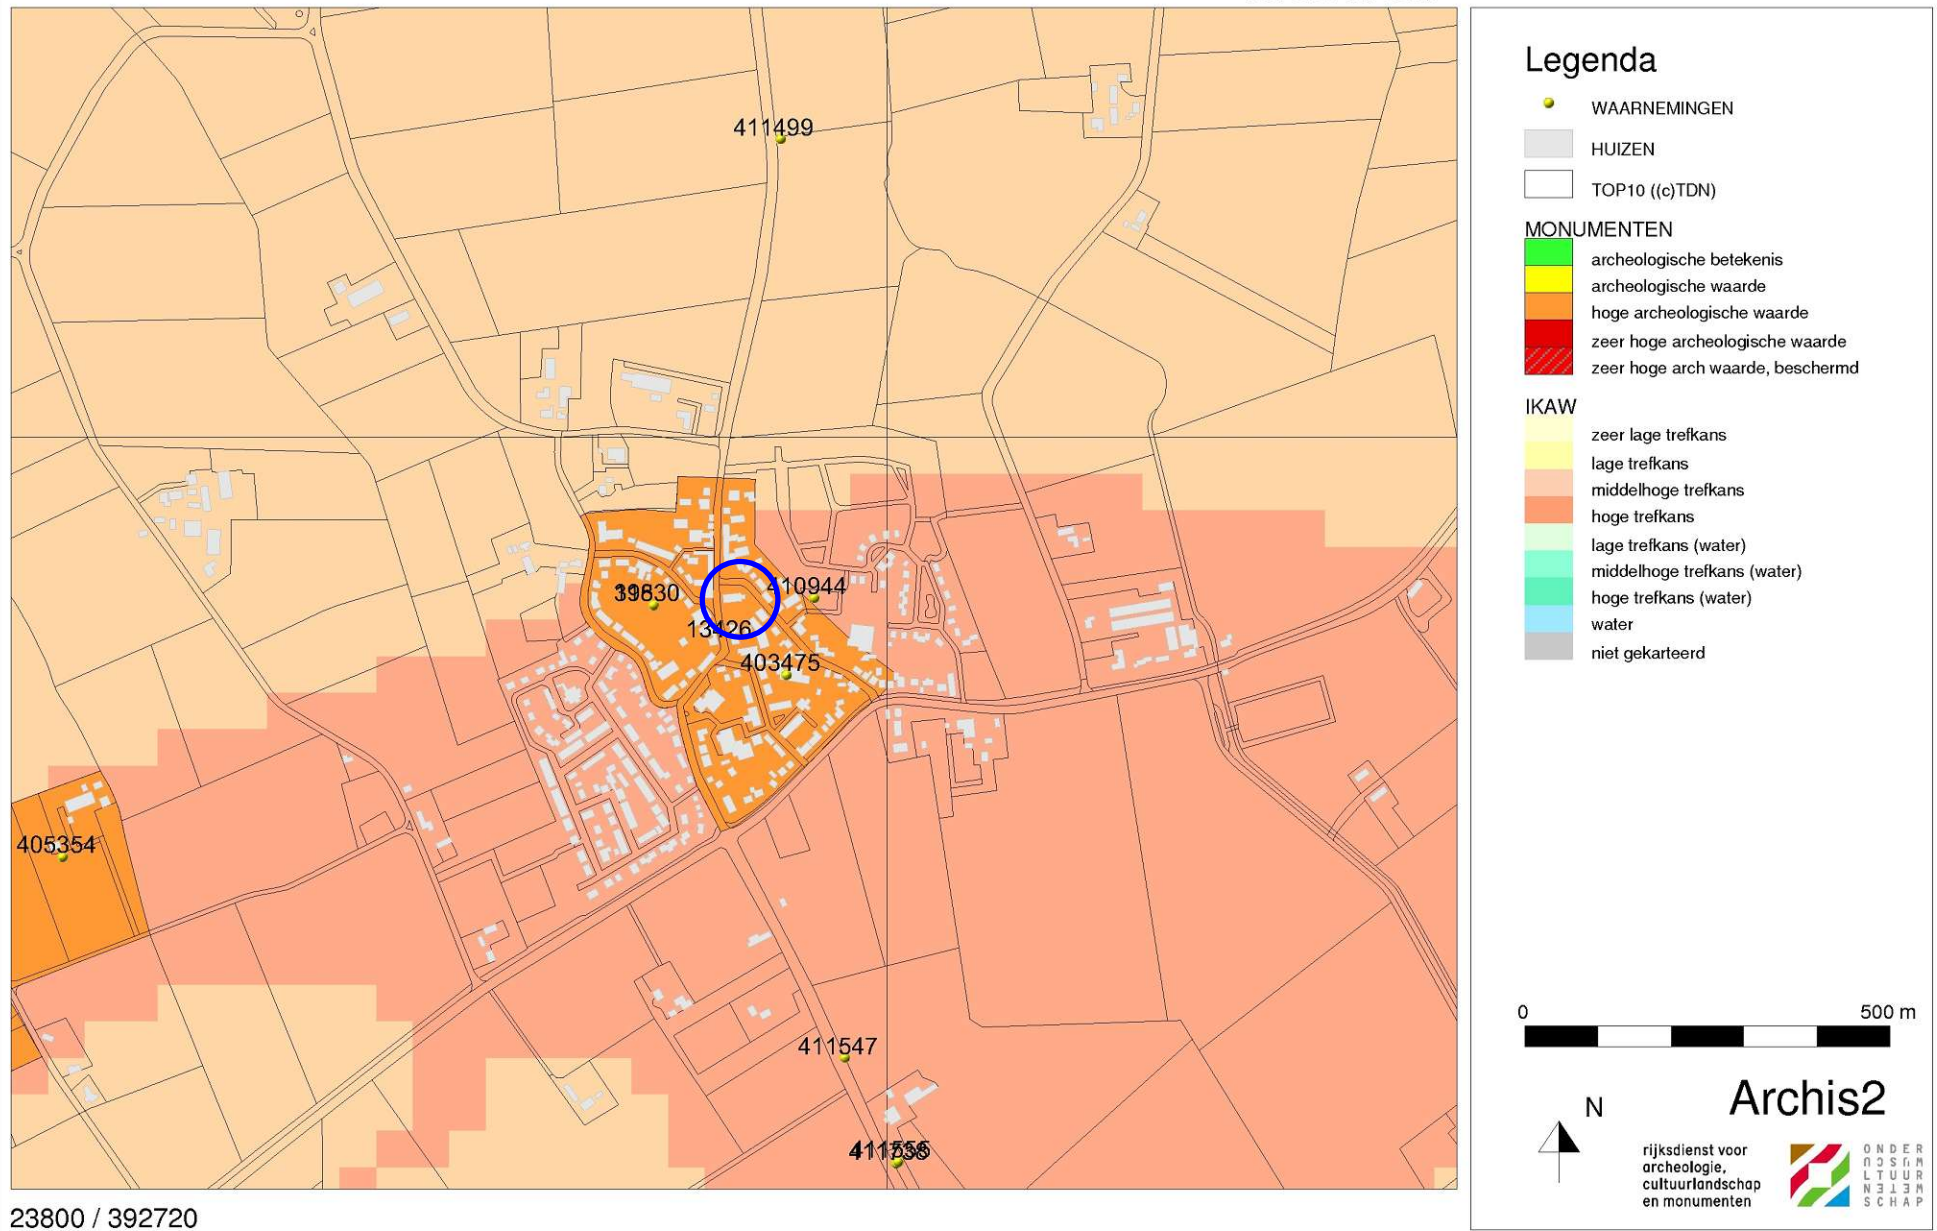 411499
39830
410944
13426
403475
405354
411547
23800 / 392720
Legenda
WAARNEMINGEN
HUIZEN
TOP10 ((c)TDN)
MONUMENTEN
archeologische betekenis
archeologische waarde
hoge archeologische waarde
zeer hoge archeologische waarde
zeer hoge arch waarde, beschermd
IKAW
zeer lage trefkans
lage trefkans
middelhoge trefkans
hoge trefkans
lage trefkans (water)
middelhoge trefkans (water)
hoge trefkans (water)
water
niet gekarteerd
0 500 m
Archis2
N
rijksdienst voor
archeologie,
cultuurlandschap
en monumenten
ONDER
SCHAP